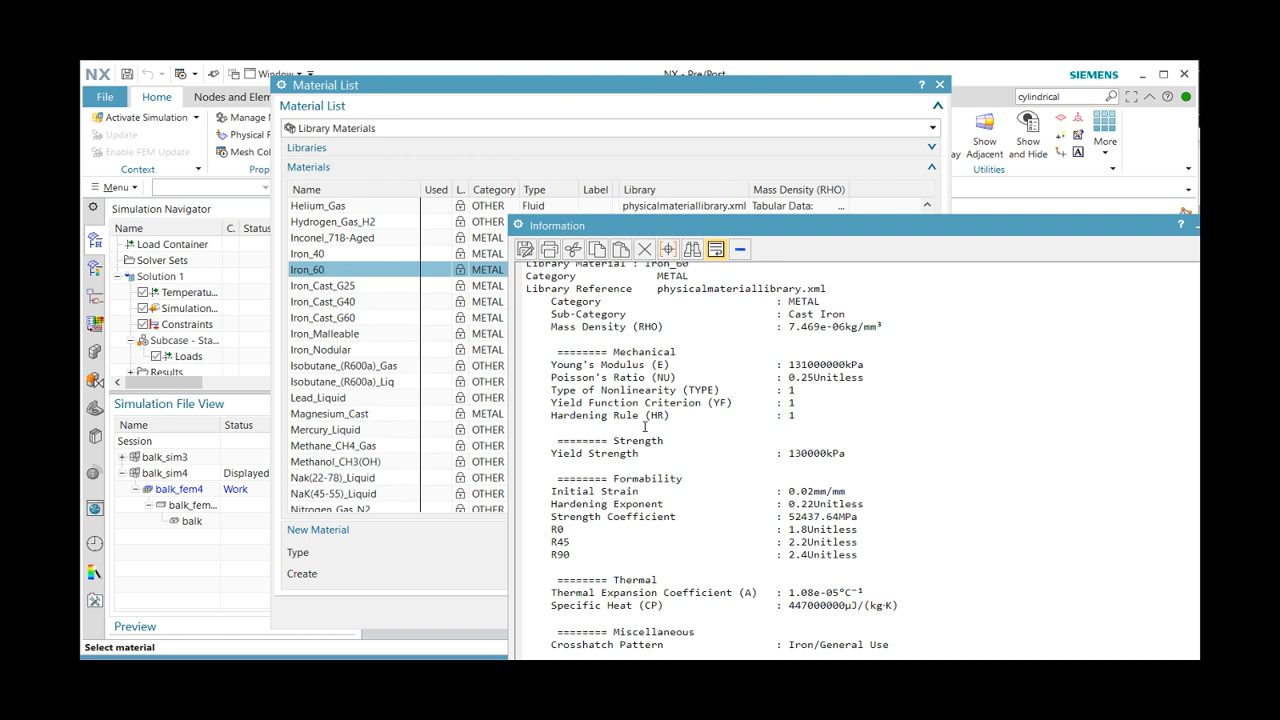 NX
Window
NX - Pre/Post
SIEMENS
File
Home
Nodes and Elem
cylindrical
Activate Simulation
Update
Enable FEM Update
Context
Manage
Physical
Mesh Col
Prop
Show Adjacent
Show and Hide
More
Utilities
Menu
Material List
Material List
Library Materials
Libraries
Materials
Name Used L.. Category Type Label Library Mass Density (RHO)
Helium_Gas OTHER Fluid physicalmateriallibrary.xml Tabular Data: ...
Hydrogen_Gas_H2 OTHER
Inconel_718-Aged METAL
Iron_40 METAL
Iron_60 METAL
Iron_Cast_G25 METAL
Iron_Cast_G40 METAL
Iron_Cast_G60 METAL
Iron_Malleable METAL
Iron_Nodular METAL
Isobutane_(R600a)_Gas OTHER
Isobutane_(R600a)_Liq OTHER
Lead_Liquid OTHER
Magnesium_Cast METAL
Mercury_Liquid OTHER
Methane_CH4_Gas OTHER
Methanol_CH3(OH) OTHER
Nak(22-78)_Liquid OTHER
NaK(45-55)_Liquid OTHER
Nitrogen_Gas_N2 OTHER
New Material
Type
Create
Simulation Navigator
Name C. Status
Load Container
Solver Sets
Solution 1
Temperatu...
Simulation...
Constraints
Subcase - Sta...
Loads
Results
Simulation File View
Name Status
Session
balk_sim3
balk_sim4 Displayed
balk_fem4 Work
balk_fem...
balk
Preview
Select material
Information
Library Material : Iron_60
Category METAL
Library Reference physicalmateriallibrary.xml
Category : METAL
Sub-Category : Cast Iron
Mass Density (RHO) : 7.469e-06kg/mm³
======== Mechanical
Young's Modulus (E) : 131000000kPa
Poisson's Ratio (NU) : 0.25Unitless
Type of Nonlinearity (TYPE) : 1
Yield Function Criterion (YF) : 1
Hardening Rule (HR) : 1
======== Strength
Yield Strength : 130000kPa
======== Formability
Initial Strain : 0.02mm/mm
Hardening Exponent : 0.22Unitless
Strength Coefficient : 52437.64MPa
R0 : 1.8Unitless
R45 : 2.2Unitless
R90 : 2.4Unitless
======== Thermal
Thermal Expansion Coefficient (A) : 1.08e-05°C⁻¹
Specific Heat (CP) : 447000000µJ/(kg·K)
======== Miscellaneous
Crosshatch Pattern : Iron/General Use